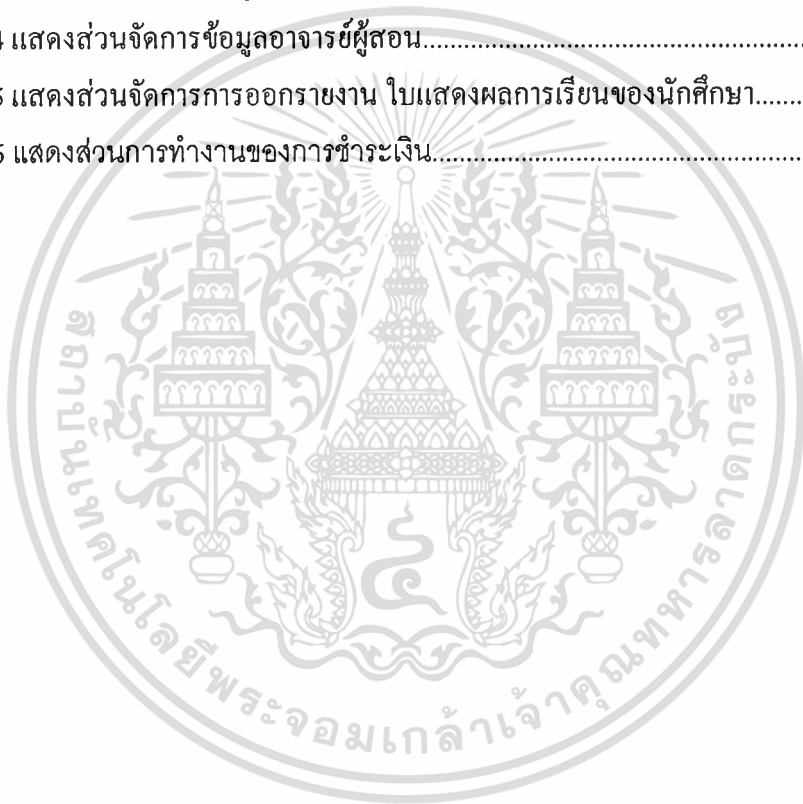 4 แสดงส่วนจัดการข้อมูลอาจารย์ผู้สอน
แสดงส่วนจัดการการออกรายงาน ใบแสดงผลการเรียนของนักศึกษา
แสดงส่วนการทำงานของการชำระเงิน
สถาบันเทคโนโลยีพระจอมเกล้าเจ้าคุณทหารลาดกระบัง
๔